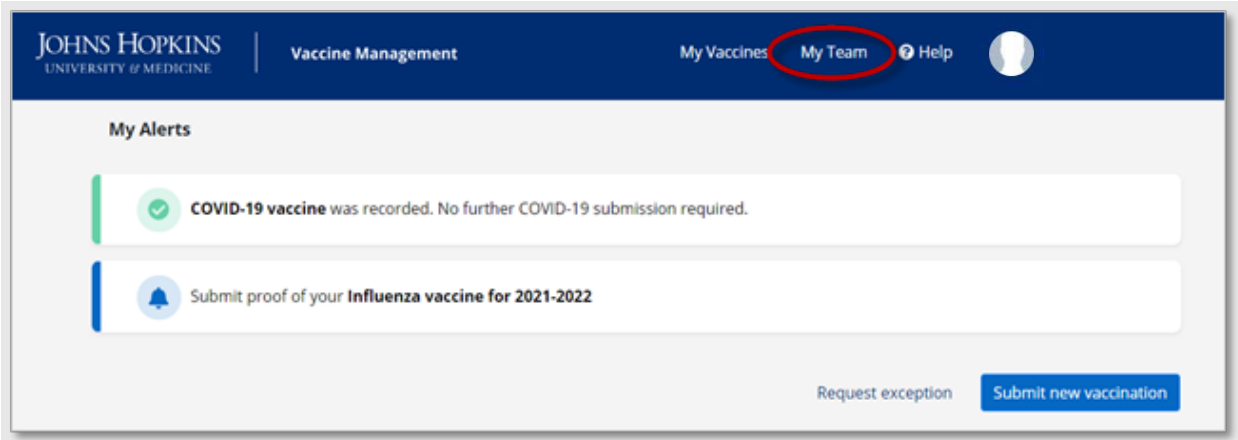 JOHNS HOPKINS
UNIVERSITY & MEDICINE
Vaccine Management
My Vaccines
My Team
Help
My Alerts
COVID-19 vaccine was recorded. No further COVID-19 submission required.
Submit proof of your Influenza vaccine for 2021-2022
Request exception
Submit new vaccination